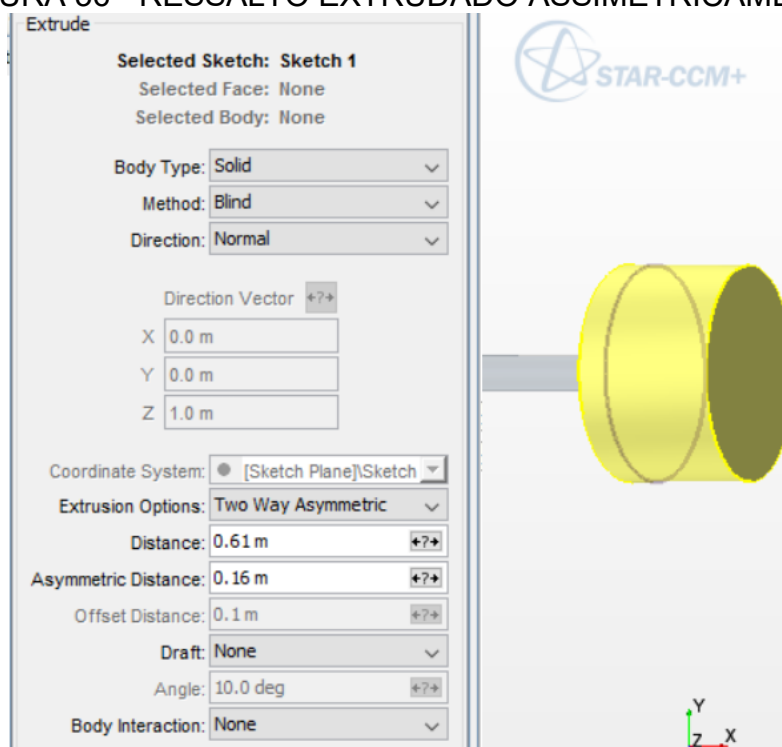 RESSALTO EXTRUDADO ASSIMETRICAME
Extrude
Selected Sketch: Sketch 1
Selected Face: None
Selected Body: None
Body Type: Solid
Method: Blind
Direction: Normal
Direction Vector
X 0.0 m
Y 0.0 m
Z 1.0 m
Coordinate System: [Sketch Plane]\Sketch
Extrusion Options: Two Way Asymmetric
Distance: 0.61 m
Asymmetric Distance: 0.16 m
Offset Distance: 0.1 m
Draft: None
Angle: 10.0 deg
Body Interaction: None
STAR-CCM+
Y
Z X